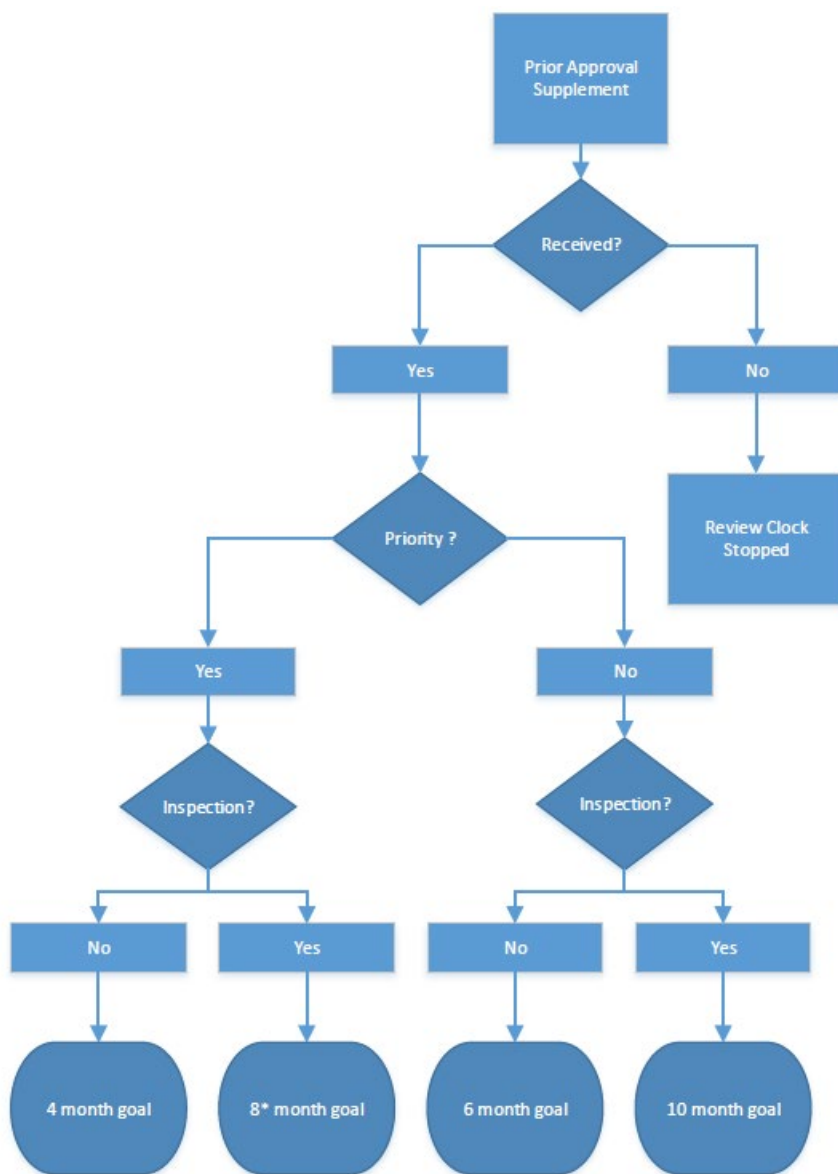 Prior Approval
Supplement
Received?
Yes
No
Priority ?
Review Clock
Stopped
Yes
No
Inspection?
Inspection?
No
Yes
No
Yes
4 month goal
8* month goal
6 month goal
10 month goal